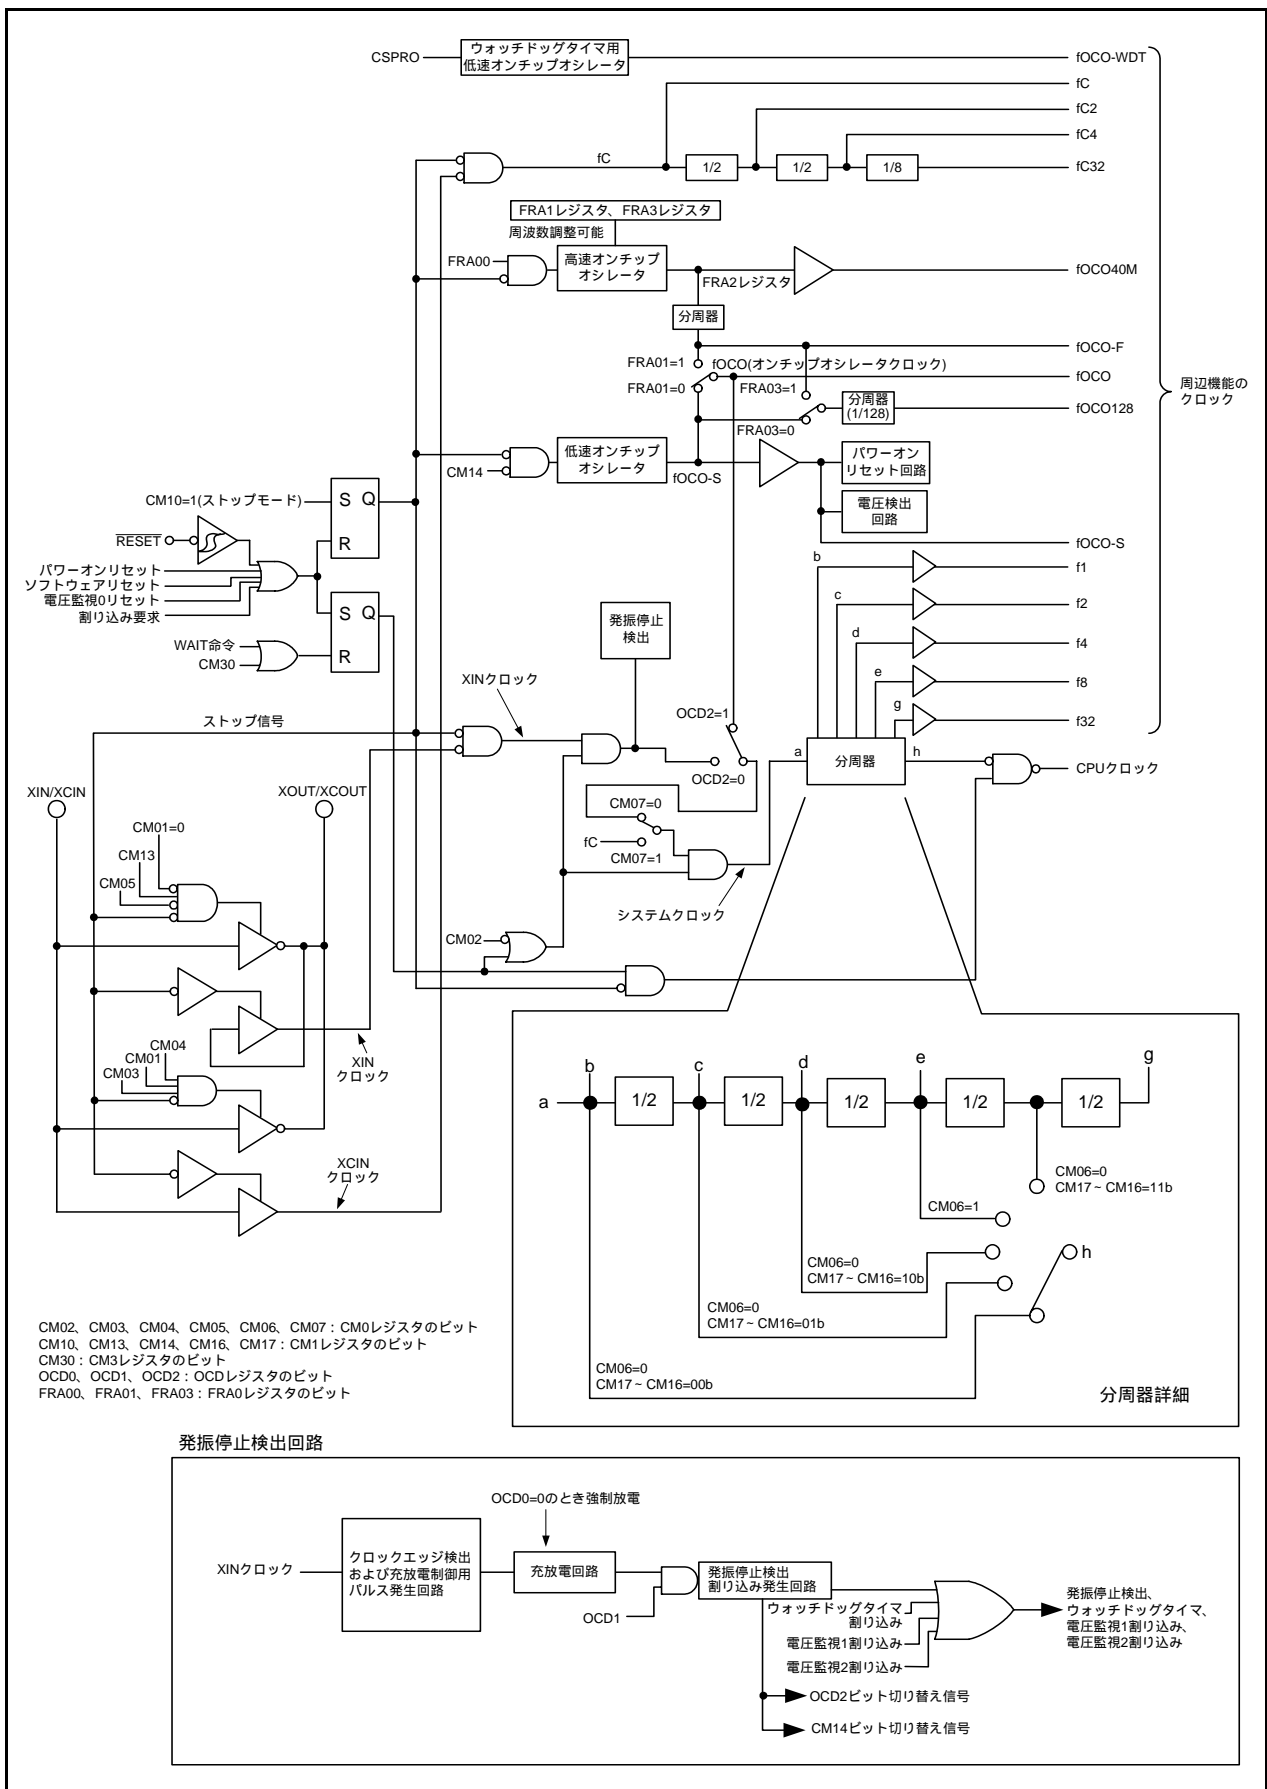 CSPRO
ウォッチドッグタイマ用
低速オンチップオシレータ
fOCO-WDT
fC
fC2
fC4
fC
1/2
1/2
1/8
fC32
FRA1レジスタ、FRA3レジスタ
周波数調整可能
FRA00
高速オンチップ
オシレータ
FRA2レジスタ
fOCO40M
分周器
fOCO-F
FRA01=1
fOCO(オンチップオシレータクロック)
fOCO
FRA01=0
FRA03=1
分周器
(1/128)
fOCO128
周辺機能の
クロック
FRA03=0
CM14
低速オンチップ
オシレータ
fOCO-S
パワーオン
リセット回路
電圧検出
回路
fOCO-S
CM10=1(ストップモード)
S Q
R
RESET
パワーオンリセット
ソフトウェアリセット
電圧監視0リセット
割り込み要求
S Q
R
WAIT命令
CM30
b
f1
c
f2
d
f4
e
f8
g
f32
発振停止
検出
XINクロック
ストップ信号
OCD2=1
OCD2=0
a
分周器
h
CPUクロック
XIN/XCIN
XOUT/XCOUT
CM01=0
CM13
CM05
CM07=0
fC
CM07=1
システムクロック
CM02
XIN
クロック
CM04
CM01
CM03
XCIN
クロック
a
b
1/2
c
1/2
d
1/2
e
1/2
1/2
g
CM06=0
CM17~CM16=11b
CM06=1
CM06=0
CM17~CM16=10b
h
CM06=0
CM17~CM16=01b
CM06=0
CM17~CM16=00b
分周器詳細
CM02、CM03、CM04、CM05、CM06、CM07:CM0レジスタのビット
CM10、CM13、CM14、CM16、CM17:CM1レジスタのビット
CM30:CM3レジスタのビット
OCD0、OCD1、OCD2:OCDレジスタのビット
FRA00、FRA01、FRA03:FRA0レジスタのビット
発振停止検出回路
OCD0=0のとき強制放電
XINクロック
クロックエッジ検出
および充放電制御用
パルス発生回路
充放電回路
OCD1
発振停止検出
割り込み発生回路
ウォッチドッグタイマ
割り込み
電圧監視1割り込み
電圧監視2割り込み
発振停止検出、
ウォッチドッグタイマ、
電圧監視1割り込み、
電圧監視2割り込み
OCD2ビット切り替え信号
CM14ビット切り替え信号